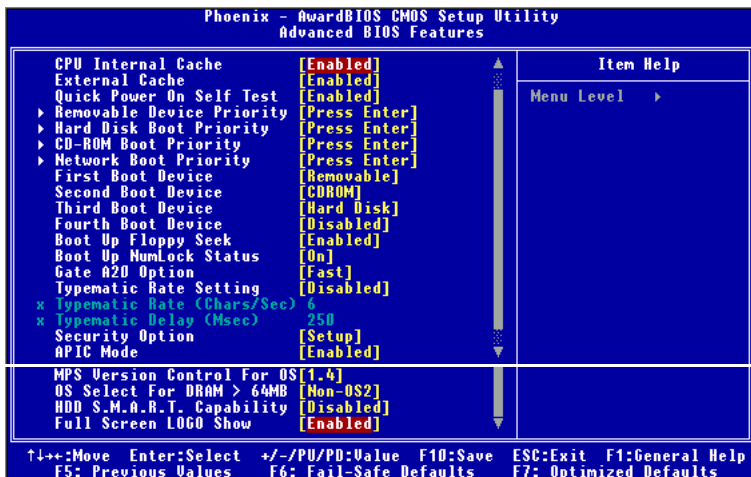 Phoenix - AwardBIOS CMOS Setup Utility
Advanced BIOS Features
CPU Internal Cache [Enabled]
External Cache [Enabled]
Quick Power On Self Test [Enabled]
Removable Device Priority [Press Enter]
Hard Disk Boot Priority [Press Enter]
CD-ROM Boot Priority [Press Enter]
Network Boot Priority [Press Enter]
First Boot Device [Removable]
Second Boot Device [CDROM]
Third Boot Device [Hard Disk]
Fourth Boot Device [Disabled]
Boot Up Floppy Seek [Enabled]
Boot Up NumLock Status [On]
Gate A20 Option [Fast]
Typematic Rate Setting [Disabled]
x Typematic Rate (Chars/Sec) 6
x Typematic Delay (Msec) 250
Security Option [Setup]
APIC Mode [Enabled]
MPS Version Control For OS[1.4]
OS Select For DRAM > 64MB [Non-OS2]
HDD S.M.A.R.T. Capability [Disabled]
Full Screen LOGO Show [Enabled]
Item Help
Menu Level
↑↓→←:Move Enter:Select +/-/PU/PD:Value F10:Save ESC:Exit F1:General Help
F5: Previous Values F6: Fail-Safe Defaults F7: Optimized Defaults